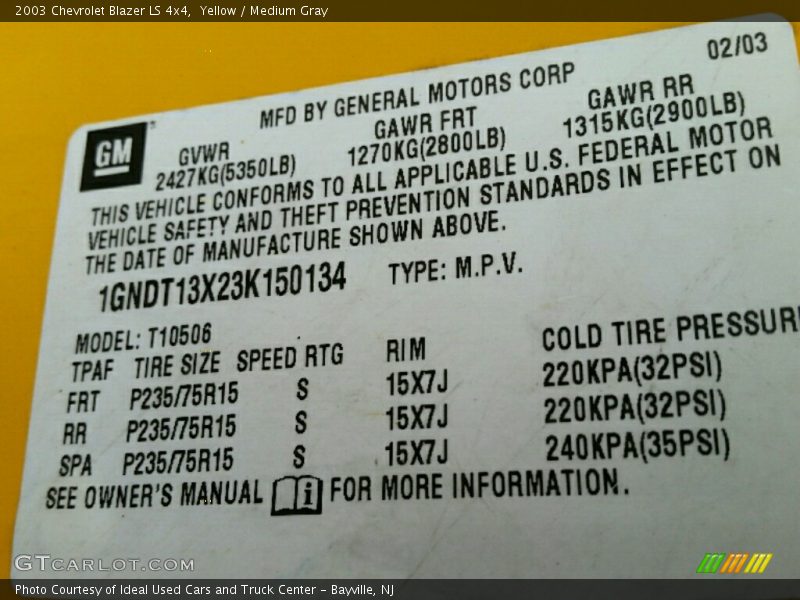 2003 Chevrolet Blazer LS 4x4,  Yellow / Medium Gray
02/03
MFD BY GENERAL MOTORS CORP
GM
GVWR GAWR FRT GAWR RR
2427KG(5350LB) 1270KG(2800LB) 1315KG(2900LB)
THIS VEHICLE CONFORMS TO ALL APPLICABLE U.S. FEDERAL MOTOR
VEHICLE SAFETY AND THEFT PREVENTION STANDARDS IN EFFECT ON
THE DATE OF MANUFACTURE SHOWN ABOVE.
1GNDT13X23K150134 TYPE: M.P.V.
MODEL: T10506
TPAF TIRE SIZE SPEED RTG RIM COLD TIRE PRESSUR
FRT P235/75R15 S 15X7J 220KPA(32PSI)
RR P235/75R15 S 15X7J 220KPA(32PSI)
SPA P235/75R15 S 15X7J 240KPA(35PSI)
SEE OWNER'S MANUAL i FOR MORE INFORMATION.
GTCARLOT.COM
Photo Courtesy of Ideal Used Cars and Truck Center – Bayville, NJ